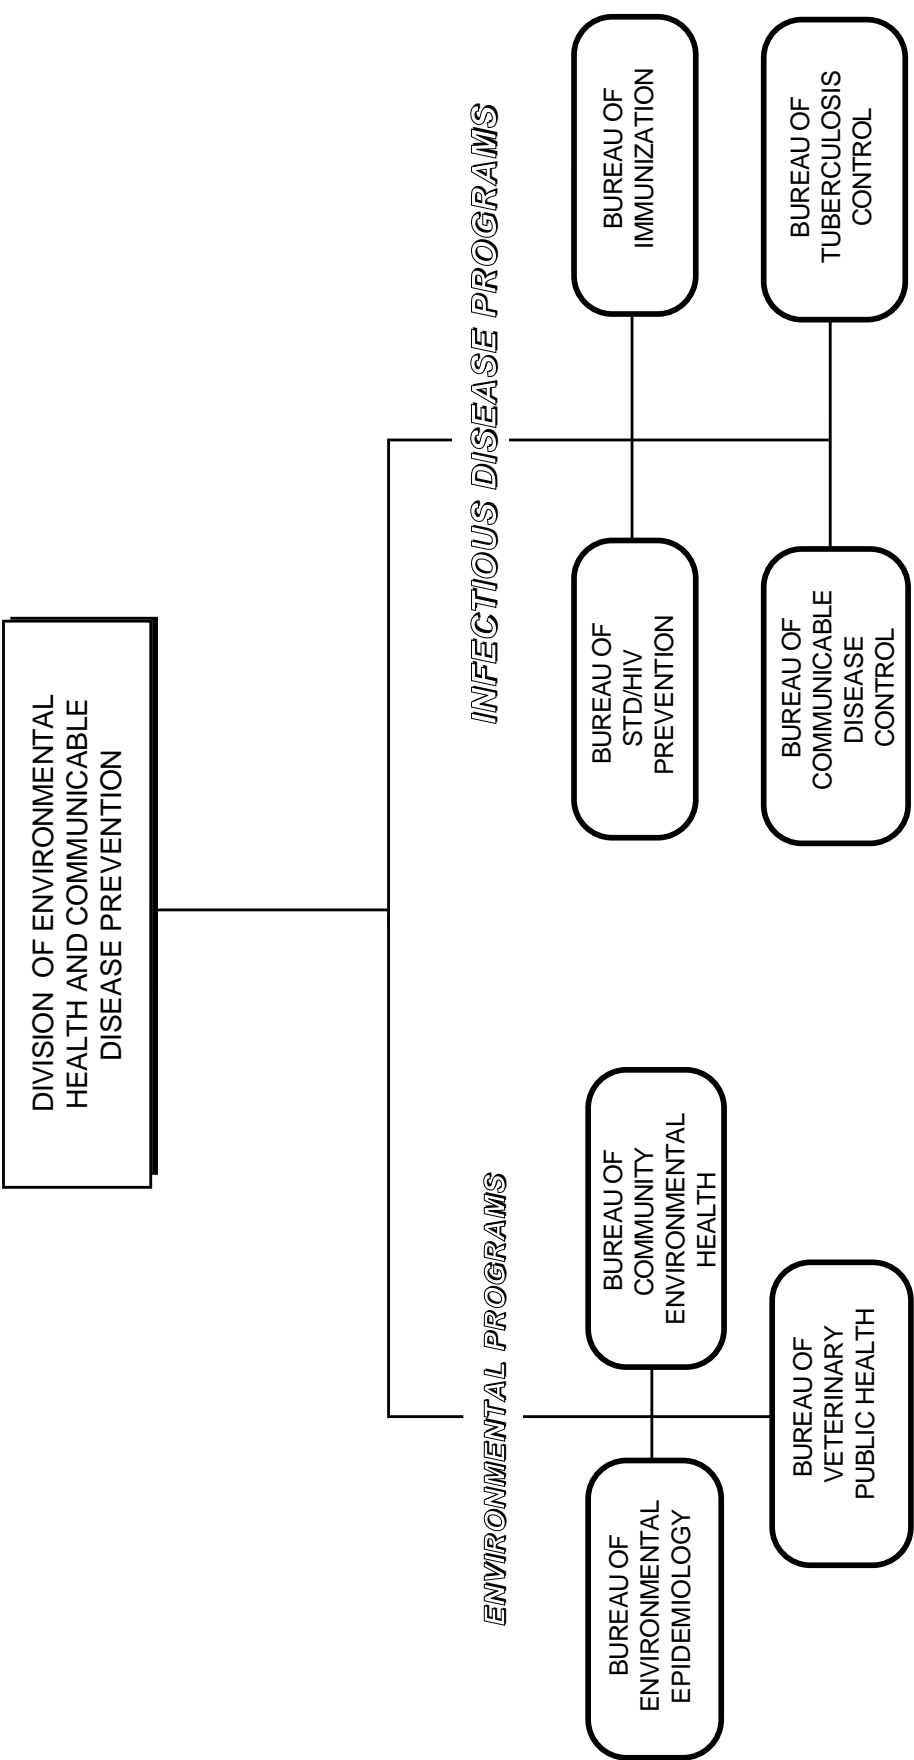 DIVISION OF ENVIRONMENTAL
HEALTH AND COMMUNICABLE
DISEASE PREVENTION
ENVIRONMENTAL PROGRAMS
BUREAU OF
ENVIRONMENTAL
EPIDEMIOLOGY
BUREAU OF
COMMUNITY
ENVIRONMENTAL
HEALTH
BUREAU OF
VETERINARY
PUBLIC HEALTH
INFECTIOUS DISEASE PROGRAMS
BUREAU OF
STD/HIV
PREVENTION
BUREAU OF
IMMUNIZATION
BUREAU OF
COMMUNICABLE
DISEASE
CONTROL
BUREAU OF
TUBERCULOSIS
CONTROL